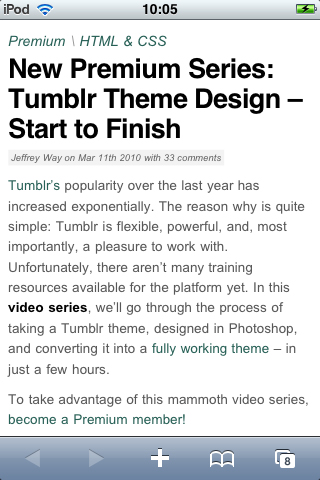 iPod 10:05
Premium \ HTML & CSS
New Premium Series:
Tumblr Theme Design –
Start to Finish
Jeffrey Way on Mar 11th 2010 with 33 comments
Tumblr's popularity over the last year has
increased exponentially. The reason why is quite
simple: Tumblr is flexible, powerful, and, most
importantly, a pleasure to work with.
Unfortunately, there aren't many training
resources available for the platform yet. In this
video series, we'll go through the process of
taking a Tumblr theme, designed in Photoshop,
and converting it into a fully working theme – in
just a few hours.
To take advantage of this mammoth video series,
become a Premium member!
8